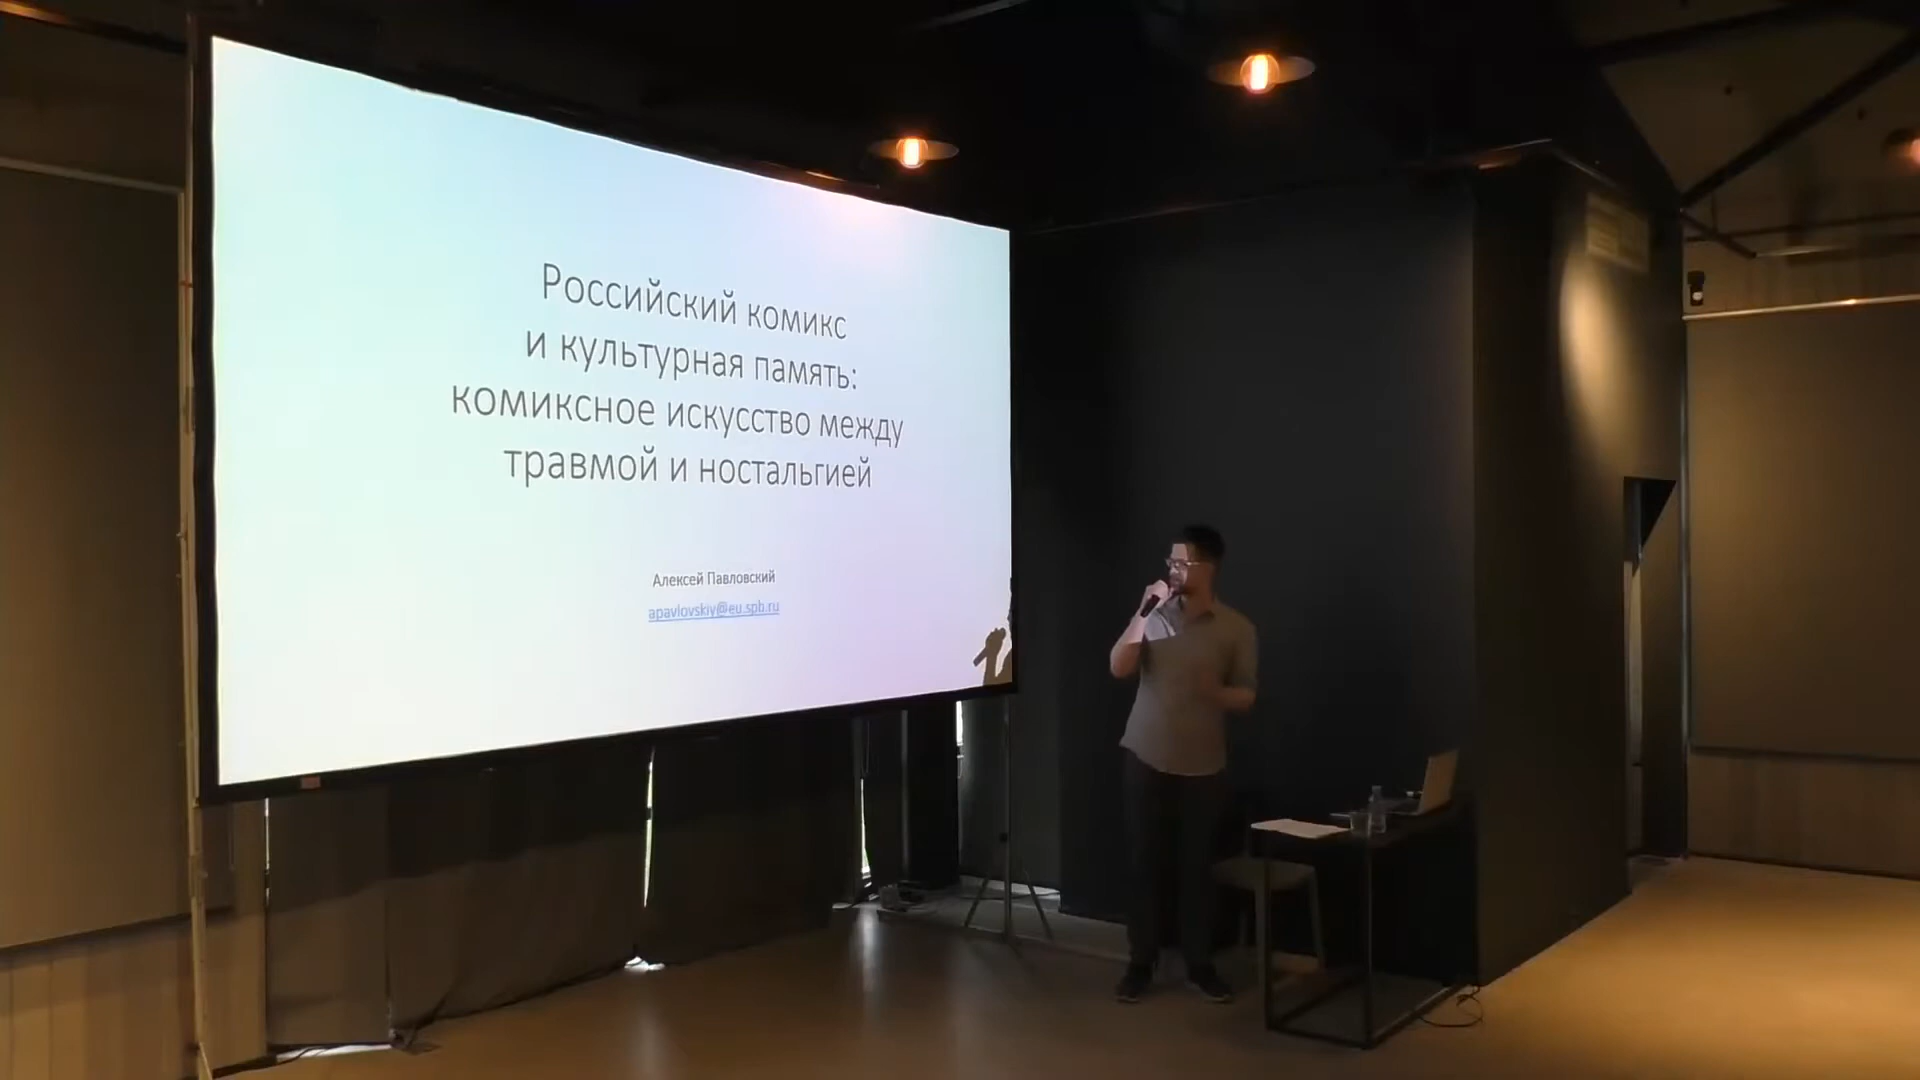 Российский комикс
и культурная память:
комиксное искусство между
травмой и ностальгией
Алексей Павловский
apavlovskiy@eu.spb.ru